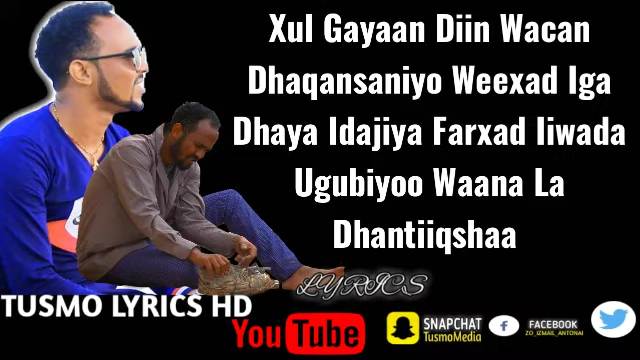 Xul Gayaan Diin Wacan
Dhaqansaniyo Weexad Iga
Dhaya Idajiya Farxad Iiwada
Ugubiyoo Waana La
Dhantiiqshaa
LYRICS
TUSMO LYRICS HD
YouTube
SNAPCHAT
TusmoMedia
FACEBOOK
ZO_IZMAIL_ANTONAI